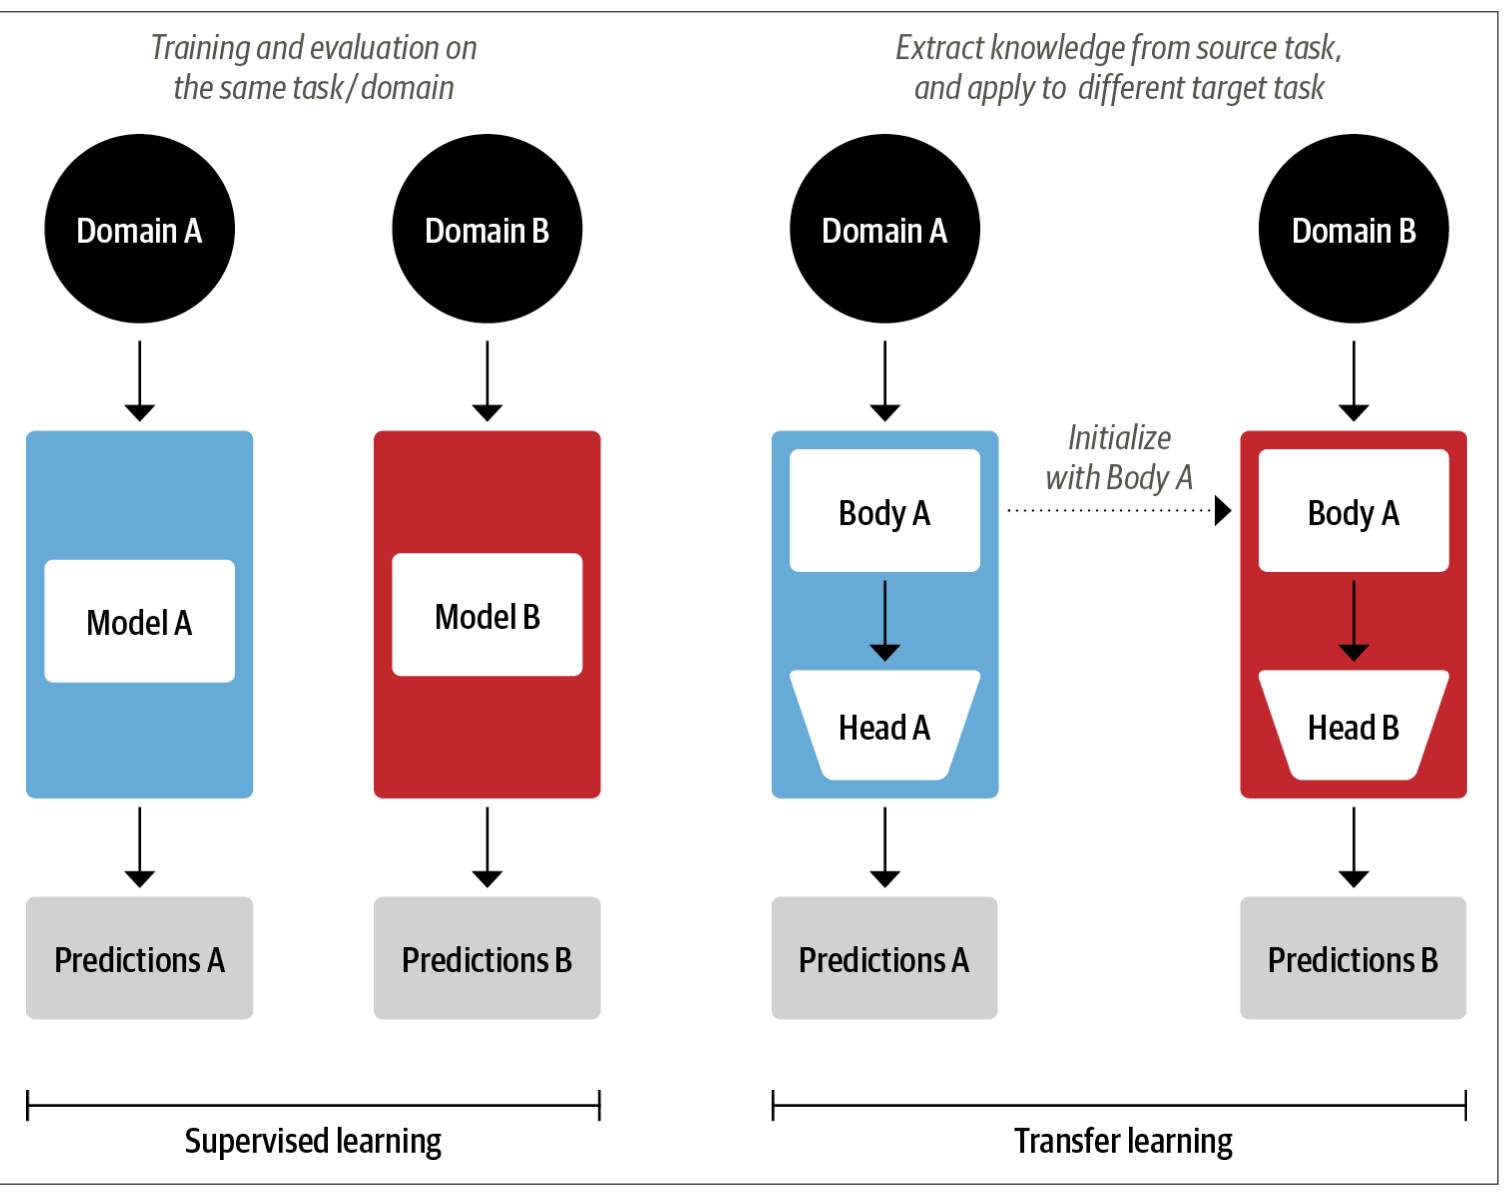 Training and evaluation on
the same task/domain
Extract knowledge from source task,
and apply to different target task
Domain A
Domain B
Domain A
Domain B
Initialize
with Body A
Body A
Body A
Model A
Model B
Head A
Head B
Predictions A
Predictions B
Predictions A
Predictions B
Supervised learning
Transfer learning